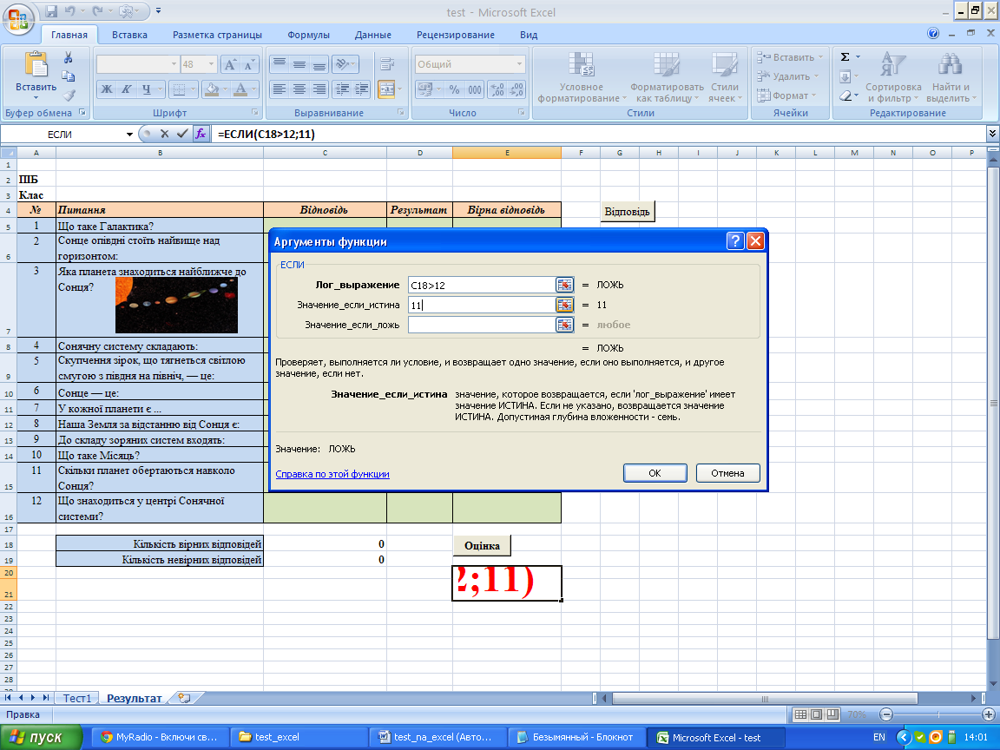 test - Microsoft Excel
Главная Вставка Разметка страницы Формулы Данные Рецензирование Вид
Вставить
Буфер обмена
48
Ж К Ч
Шрифт
Выравнивание
Общий
% 000
Число
Условное форматирование
Форматировать как таблицу
Стили ячеек
Стили
Вставить
Удалить
Формат
Ячейки
Сортировка и фильтр
Найти и выделить
Редактирование
ЕСЛИ
=ЕСЛИ(C18>12;11)
A B C D E F G H I J K L M N O P
1
2 ПІБ
3 Клас
4 № Питання Відповідь Результат Вірна відповідь
Відповідь
5 1 Що таке Галактика?
6 2 Сонце опівдні стоїть найвище над
горизонтом:
7 3 Яка планета знаходиться найближче до
Сонця?
8 4 Сонячну систему складають:
9 5 Скупчення зірок, що тягнеться світлою
смугою з півдня на північ, — це:
10 6 Сонце — це:
11 7 У кожної планети є ...
12 8 Наша Земля за відстанню від Сонця є:
13 9 До складу зоряних систем входять:
14 10 Що таке Місяць?
15 11 Скільки планет обертаються навколо
Сонця?
16 12 Що знаходиться у центрі Сонячної
системи?
17
18 Кількість вірних відповідей 0 Оцінка
19 Кількість невірних відповідей 0
20
21 2;11)
22
23
24
25
26
27
28
Аргументы функции
ЕСЛИ
Лог_выражение C18>12 = ЛОЖЬ
Значение_если_истина 11 = 11
Значение_если_ложь = любое
= ЛОЖЬ
Проверяет, выполняется ли условие, и возвращает одно значение, если оно выполняется, и другое
значение, если нет.
Значение_если_истина значение, которое возвращается, если 'лог_выражение' имеет
значение ИСТИНА. Если не указано, возвращается значение
ИСТИНА. Допустимая глубина вложенности - семь.
Значение: ЛОЖЬ
Справка по этой функции
OK Отмена
Тест1 Результат
Правка
70%
пуск
MyRadio - Включи св...
test_excel
test_na_excel (Авто...
Безымянный - Блокнот
Microsoft Excel - test
EN
14:01